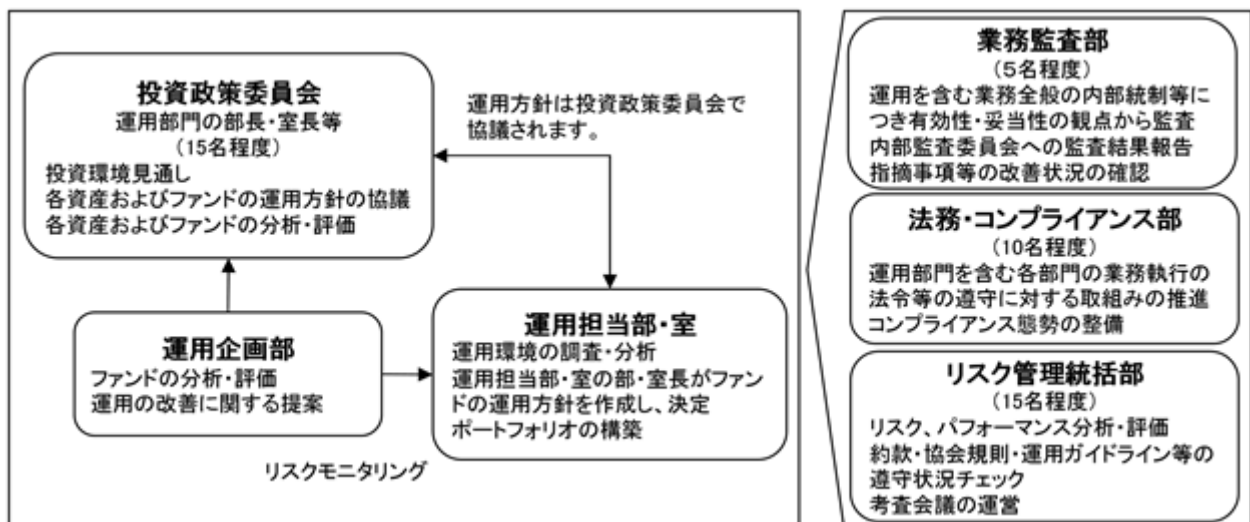 投資政策委員会
運用部門の部長・室長等
(15名程度)
投資環境見通し
各資産およびファンドの運用方針の協議
各資産およびファンドの分析・評価
運用方針は投資政策委員会で
協議されます。
運用企画部
ファンドの分析・評価
運用の改善に関する提案
運用担当部・室
運用環境の調査・分析
運用担当部・室の部・室長がファン
ドの運用方針を作成し、決定
ポートフォリオの構築
リスクモニタリング
業務監査部
(5名程度)
運用を含む業務全般の内部統制等に
つき有効性・妥当性の観点から監査
内部監査委員会への監査結果報告
指摘事項等の改善状況の確認
法務・コンプライアンス部
(10名程度)
運用部門を含む各部門の業務執行の
法令等の遵守に対する取組みの推進
コンプライアンス態勢の整備
リスク管理統括部
(15名程度)
リスク、パフォーマンス分析・評価
約款・協会規則・運用ガイドライン等の
遵守状況チェック
考査会議の運営